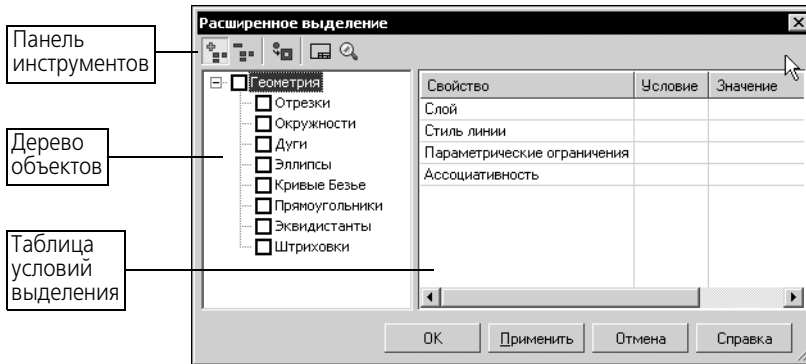 Расширенное выделение
Панель
инструментов
Дерево
объектов
Таблица
условий
выделения
Геометрия
Отрезки
Окружности
Дуги
Эллипсы
Кривые Безье
Прямоугольники
Эквидистанты
Штриховки
Свойство Условие Значение
Слой
Стиль линии
Параметрические ограничения
Ассоциативность
OK Применить Отмена Справка